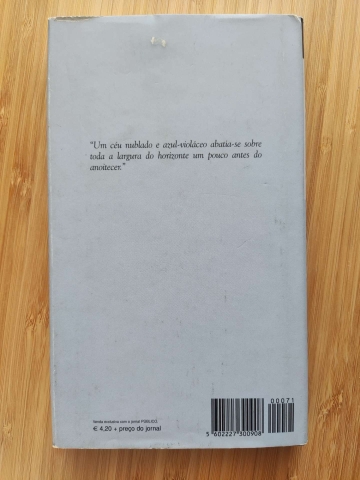 "Um céu nublado e azul-violáceo abatia-se sobre
toda a largura do horizonte um pouco antes do
anoitecer."
00071
Venda exclusiva com o jornal PÚBLICO.
€ 4,20 + preço do jornal
5 602227 300908